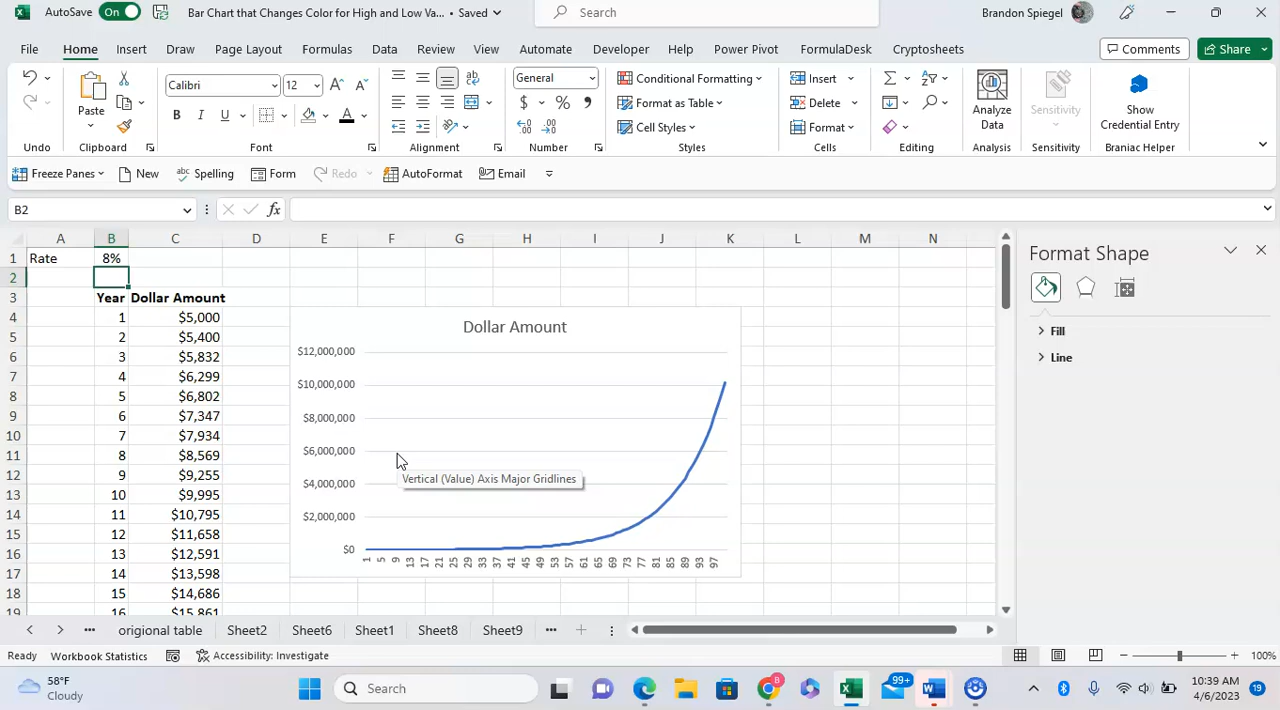 AutoSave On Bar Chart that Changes Color for High and Low Va... • Saved Search Brandon Spiegel
File Home Insert Draw Page Layout Formulas Data Review View Automate Developer Help Power Pivot FormulaDesk Cryptosheets Comments Share
Calibri 12 General Conditional Formatting Insert
Paste B I U A $ % Format as Table Delete Analyze Data Sensitivity Show Credential Entry
Cell Styles Format
Undo Clipboard Font Alignment Number Styles Cells Editing Analysis Sensitivity Braniac Helper
Freeze Panes New Spelling Form Redo AutoFormat Email
B2 fx
A B C D E F G H I J K L M N
Format Shape
Fill
Line
1 Rate 8%
2
3 Year Dollar Amount
4 1 $5,000
5 2 $5,400
6 3 $5,832
7 4 $6,299
8 5 $6,802
9 6 $7,347
10 7 $7,934
11 8 $8,569
12 9 $9,255
13 10 $9,995
14 11 $10,795
15 12 $11,658
16 13 $12,591
17 14 $13,598
18 15 $14,686
19 16 $15,861
Dollar Amount
$12,000,000
$10,000,000
$8,000,000
$6,000,000
$4,000,000
$2,000,000
$0
Vertical (Value) Axis Major Gridlines
1 5 9 13 17 21 25 29 33 37 41 45 49 53 57 61 65 69 73 77 81 85 89 93 97
origional table Sheet2 Sheet6 Sheet1 Sheet8 Sheet9
Ready Workbook Statistics Accessibility: Investigate 100%
58°F
Cloudy
Search
99+
B
10:39 AM
4/6/2023
19